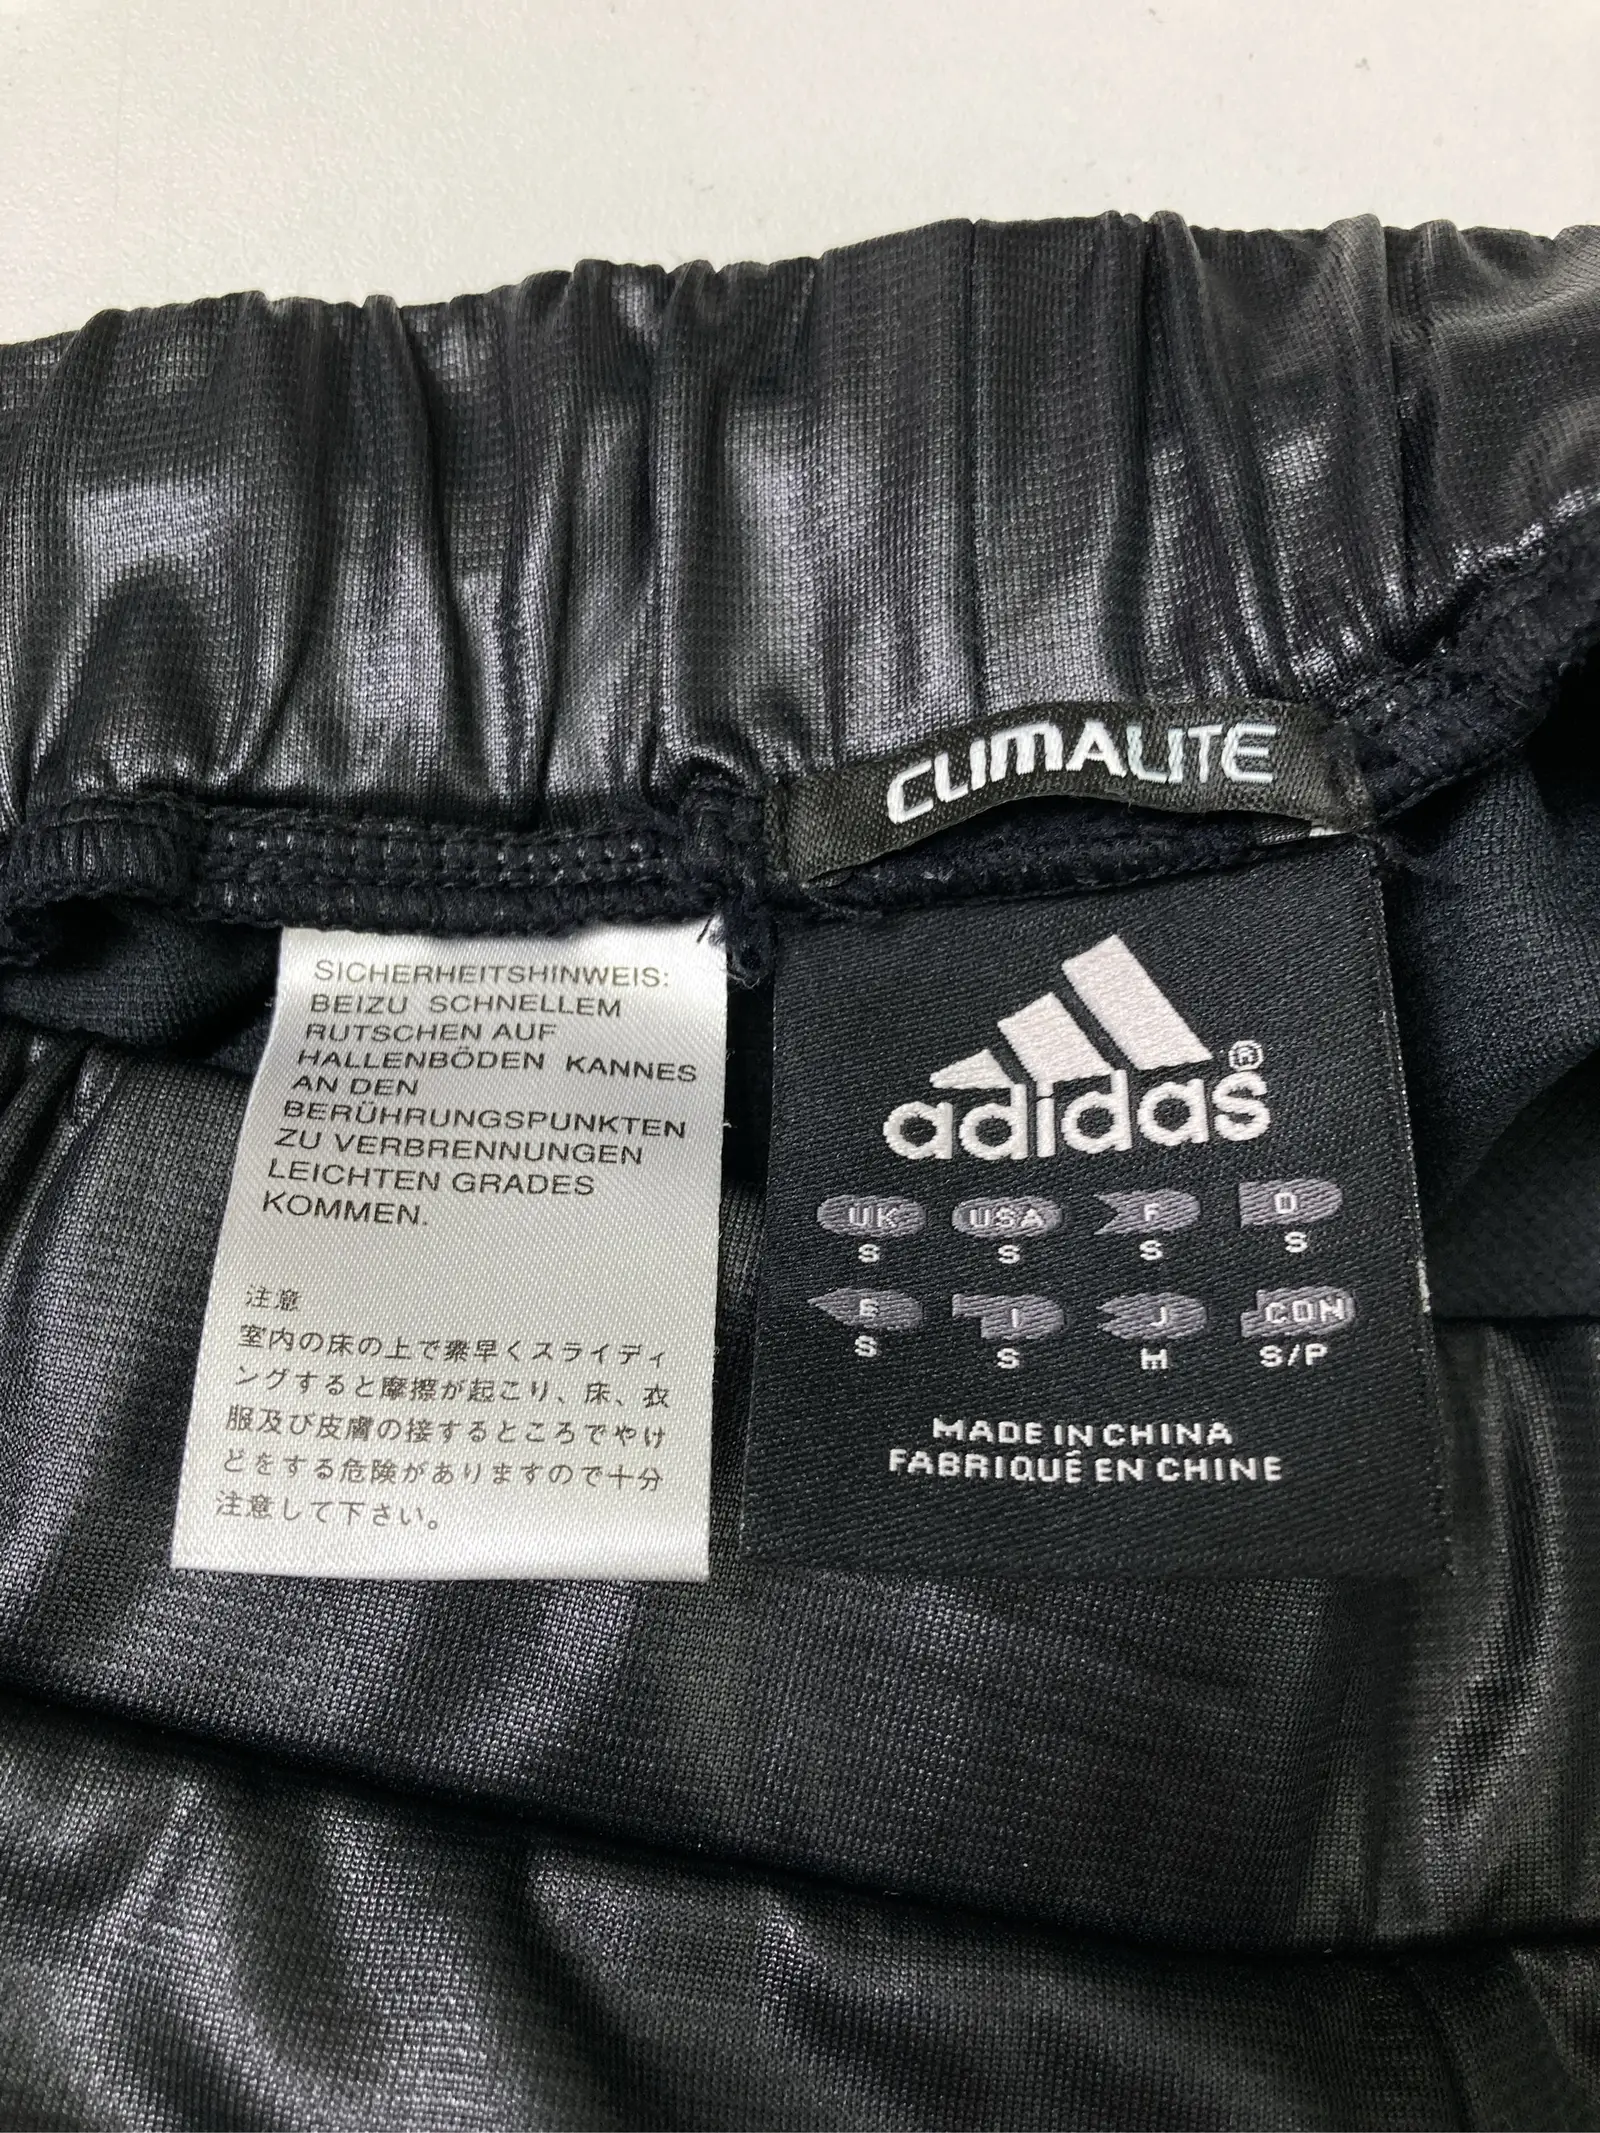 CLIMALITE
SICHERHEITSHINWEIS:
BEIZU SCHNELLEM
RUTSCHEN AUF
HALLENBÖDEN KANNES
AN DEN
BERÜHRUNGSPUNKTEN
ZU VERBRENNUNGEN
LEICHTEN GRADES
KOMMEN.
注意
室内の床の上で素早くスライディ
ングすると摩擦が起こり、床、衣
服及び皮膚の接するところでやけ
どをする危険がありますので十分
注意して下さい。
adidas®
UK USA F D
S S S S
E I J CDN
S S M S/P
MADE IN CHINA
FABRIQUÉ EN CHINE